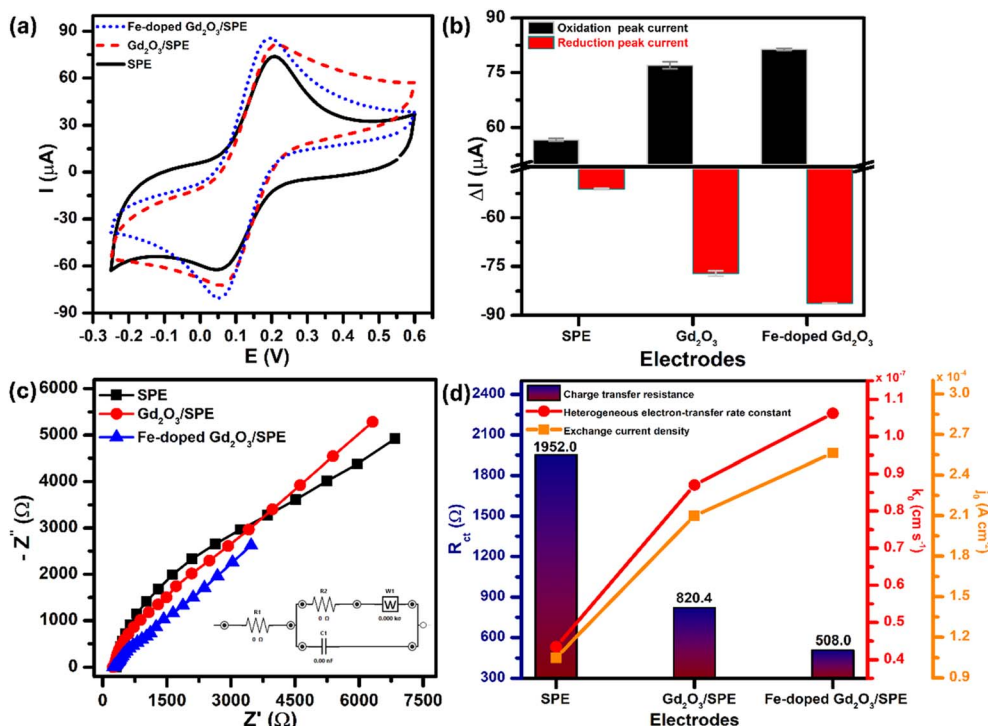 (a)
Fe-doped Gd₂O₃/SPE
Gd₂O₃/SPE
SPE
I (μA)
90
60
30
0
-30
-60
-90
-0.3 -0.2 -0.1 0.0 0.1 0.2 0.3 0.4 0.5 0.6
E (V)
(b)
Oxidation peak current
Reduction peak current
ΔI (μA)
75
60
-60
-75
-90
SPE Gd₂O₃ Fe-doped Gd₂O₃
Electrodes
(c)
SPE
Gd₂O₃/SPE
Fe-doped Gd₂O₃/SPE
- Z'' (Ω)
6000
5000
4000
3000
2000
1000
0
R1
0 Ω
R2
0 Ω
W1
W
0.000 kσ
C1
0.00 nF
0 1500 3000 4500 6000 7500
Z' (Ω)
(d)
Charge transfer resistance
Heterogeneous electron-transfer rate constant
Exchange current density
Rct (Ω)
2400
2100
1800
1500
1200
900
600
300
1952.0
820.4
508.0
x 10⁻⁷
1.1
1.0
0.8
0.7
0.5
0.4
k₀ (cm s⁻¹)
x 10⁻⁴
3.0
2.7
2.1
1.8
1.2
0.9
j₀ (A cm⁻²)
SPE Gd₂O₃/SPE Fe-doped Gd₂O₃/SPE
Electrodes